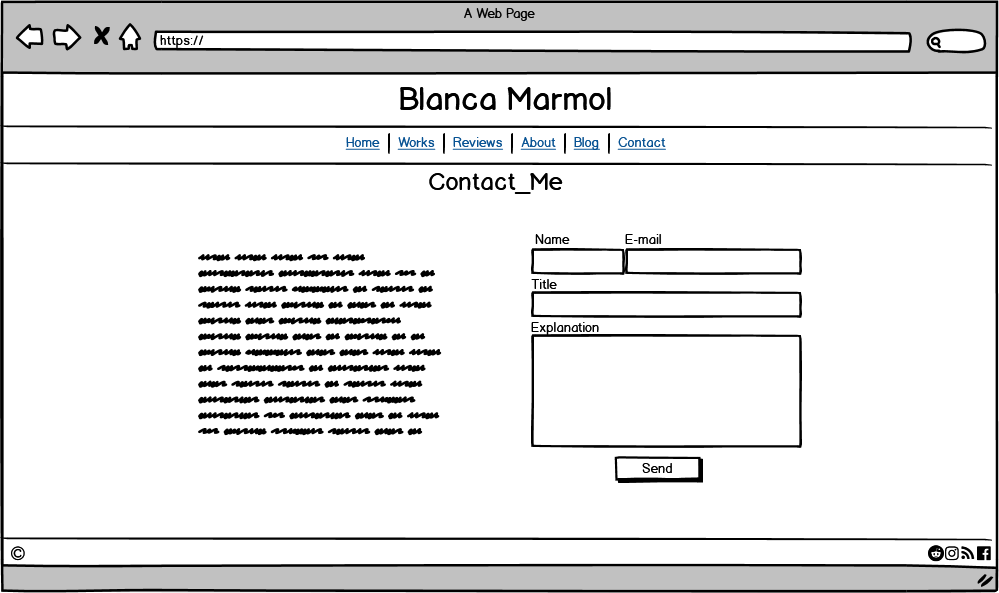 A Web Page
https://
Blanca Marmol
Home | Works | Reviews | About | Blog | Contact
Contact_Me
Name E-mail
Title
Explanation
Send
©